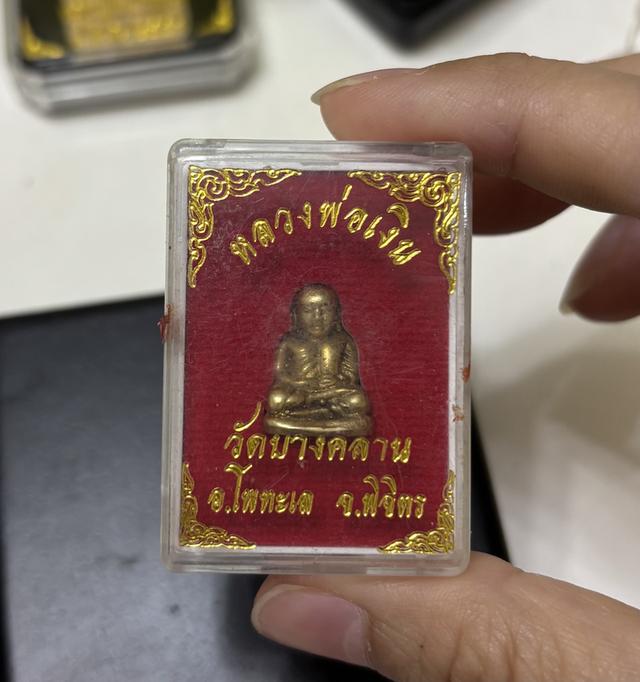 หลวงพ่อเงิน
วัดบางคลาน
อ.โพทะเล จ.พิจิตร